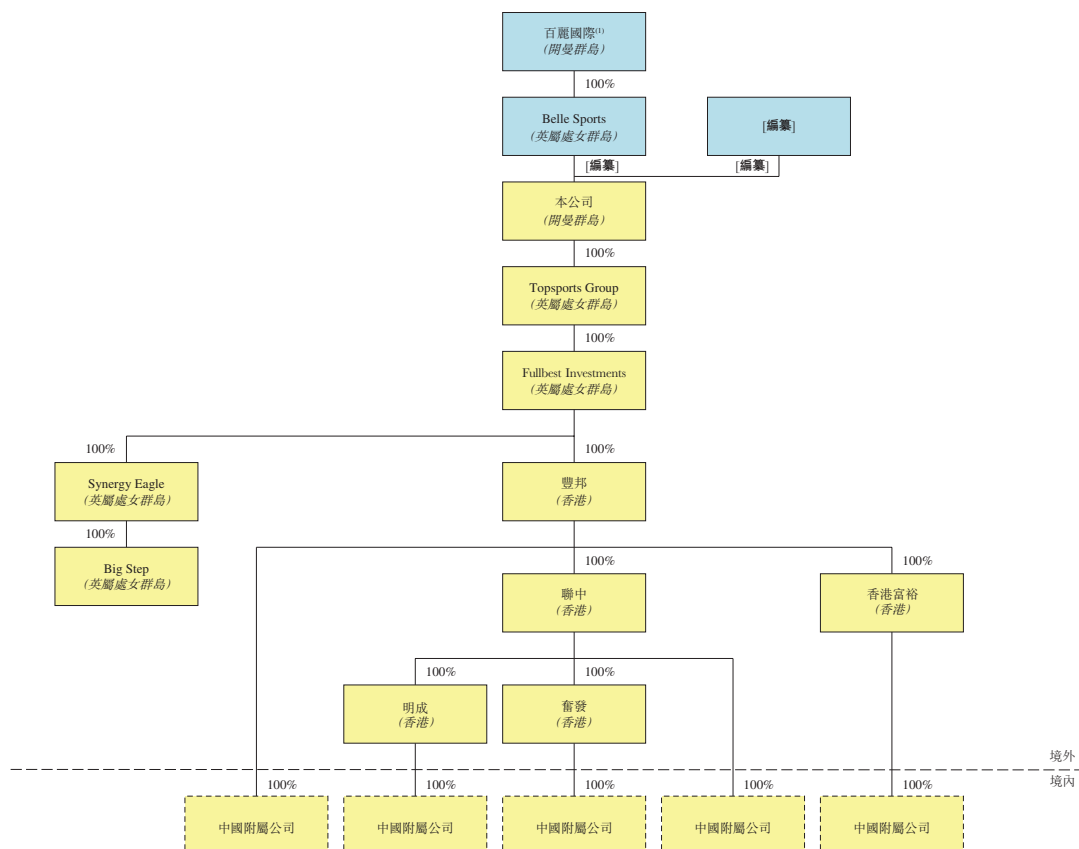 百麗國際(1)
(開曼群島)
100%
Belle Sports
(英屬處女群島)
[編纂]
[編纂]
[編纂]
本公司
(開曼群島)
100%
Topsports Group
(英屬處女群島)
100%
Fullbest Investments
(英屬處女群島)
100%
100%
Synergy Eagle
(英屬處女群島)
豐邦
(香港)
100%
100%
100%
Big Step
(英屬處女群島)
聯中
(香港)
香港富裕
(香港)
100%
100%
明成
(香港)
奮發
(香港)
境外
境內
100%
100%
100%
100%
100%
中國附屬公司
中國附屬公司
中國附屬公司
中國附屬公司
中國附屬公司